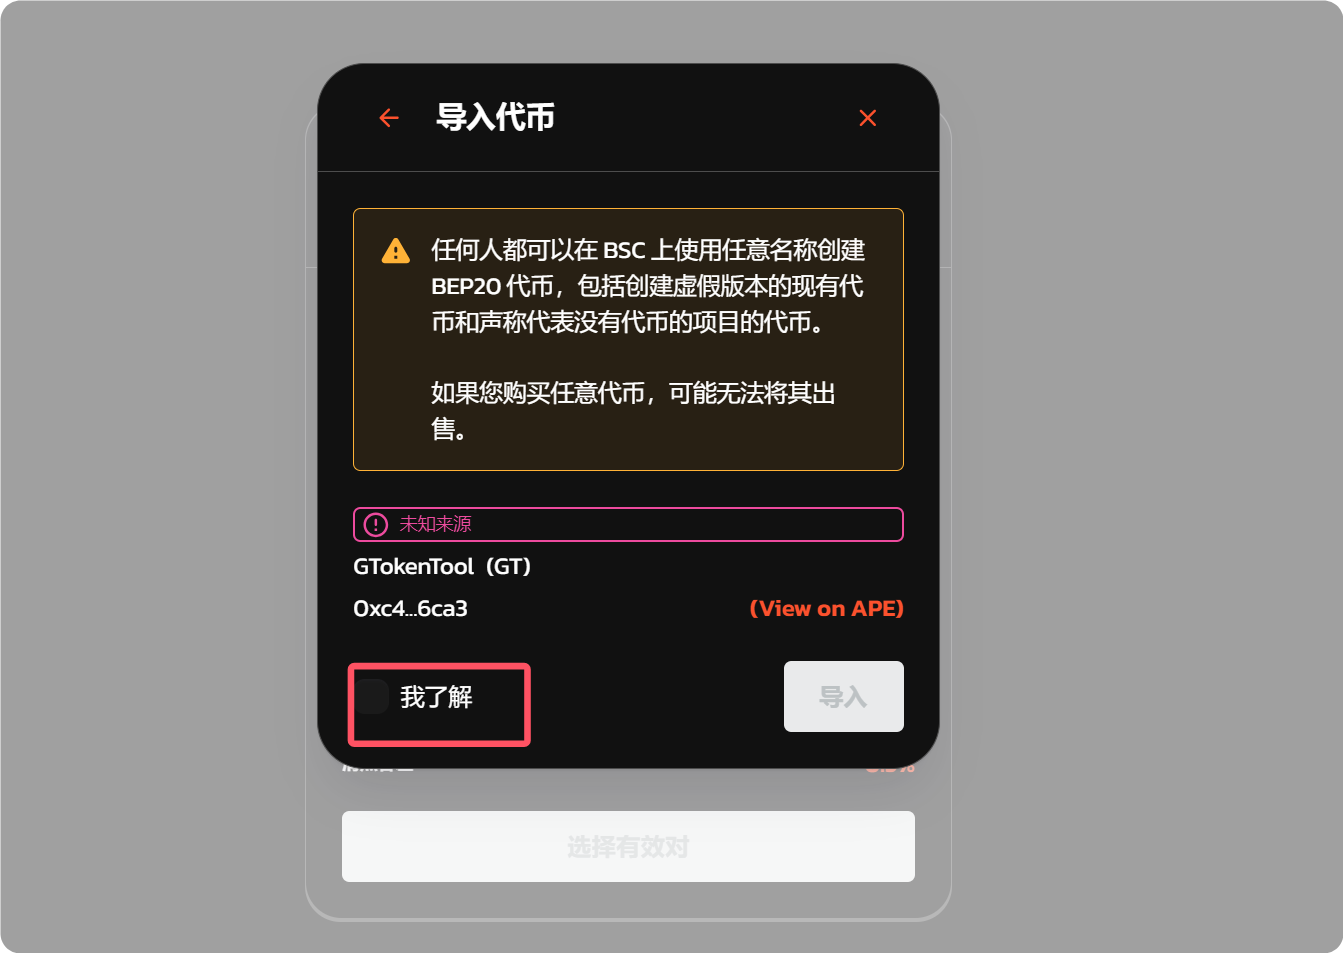 导入代币
任何人都可以在 BSC 上使用任意名称创建
BEP20 代币，包括创建虚假版本的现有代
币和声称代表没有代币的项目的代币。
如果您购买任意代币，可能无法将其出
售。
未知来源
GTokenTool（GT）
0xc4...6ca3
(View on APE)
我了解
导入
选择有效对